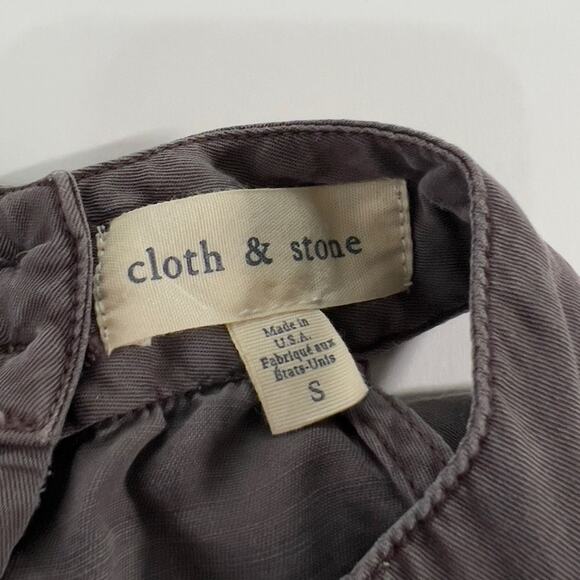 cloth & stone
Made in
U.S.A.
Fabriqué aux
États-Unis
S